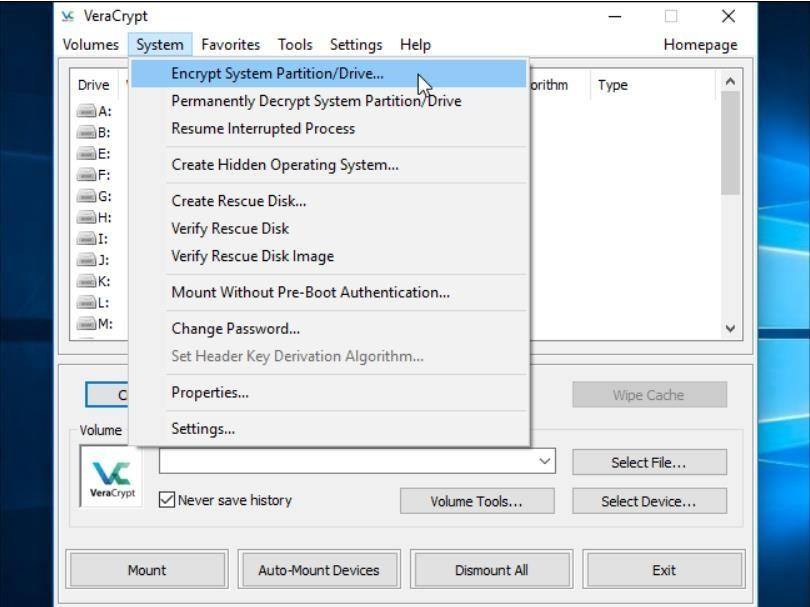 VeraCrypt
Volumes System Favorites Tools Settings Help Homepage
Drive Type
Encrypt System Partition/Drive...
Permanently Decrypt System Partition/Drive
Resume Interrupted Process
Create Hidden Operating System...
Create Rescue Disk...
Verify Rescue Disk
Verify Rescue Disk Image
Mount Without Pre-Boot Authentication...
Change Password...
Set Header Key Derivation Algorithm...
Properties...
Settings...
A:
B:
E:
F:
G:
H:
I:
J:
K:
L:
M:
Wipe Cache
Volume
VeraCrypt
Select File...
Never save history
Volume Tools...
Select Device...
Mount
Auto-Mount Devices
Dismount All
Exit